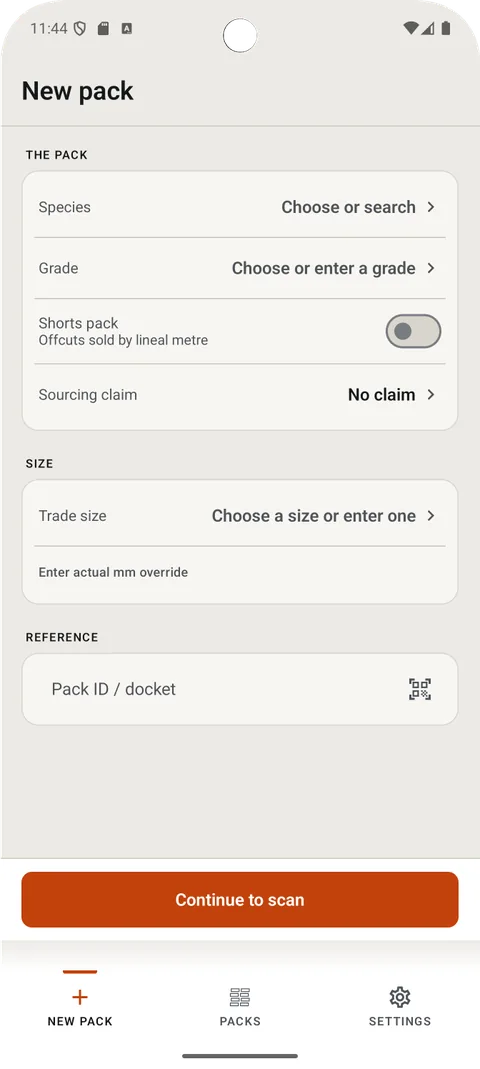 11:44
New pack
THE PACK
Species
Choose or search
Grade
Choose or enter a grade
Shorts pack
Offcuts sold by lineal metre
Sourcing claim
No claim
SIZE
Trade size
Choose a size or enter one
Enter actual mm override
REFERENCE
Pack ID / docket
Continue to scan
NEW PACK
PACKS
SETTINGS